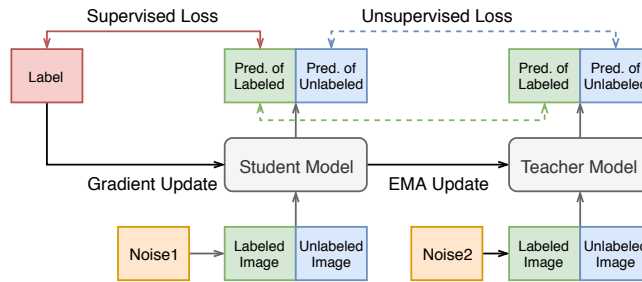 Supervised Loss
Unsupervised Loss
Label
Pred. of
Labeled
Pred. of
Unlabeled
Pred. of
Labeled
Pred. of
Unlabeled
Student Model
Teacher Model
Gradient Update
EMA Update
Noise1
Labeled
Image
Unlabeled
Image
Noise2
Labeled
Image
Unlabeled
Image